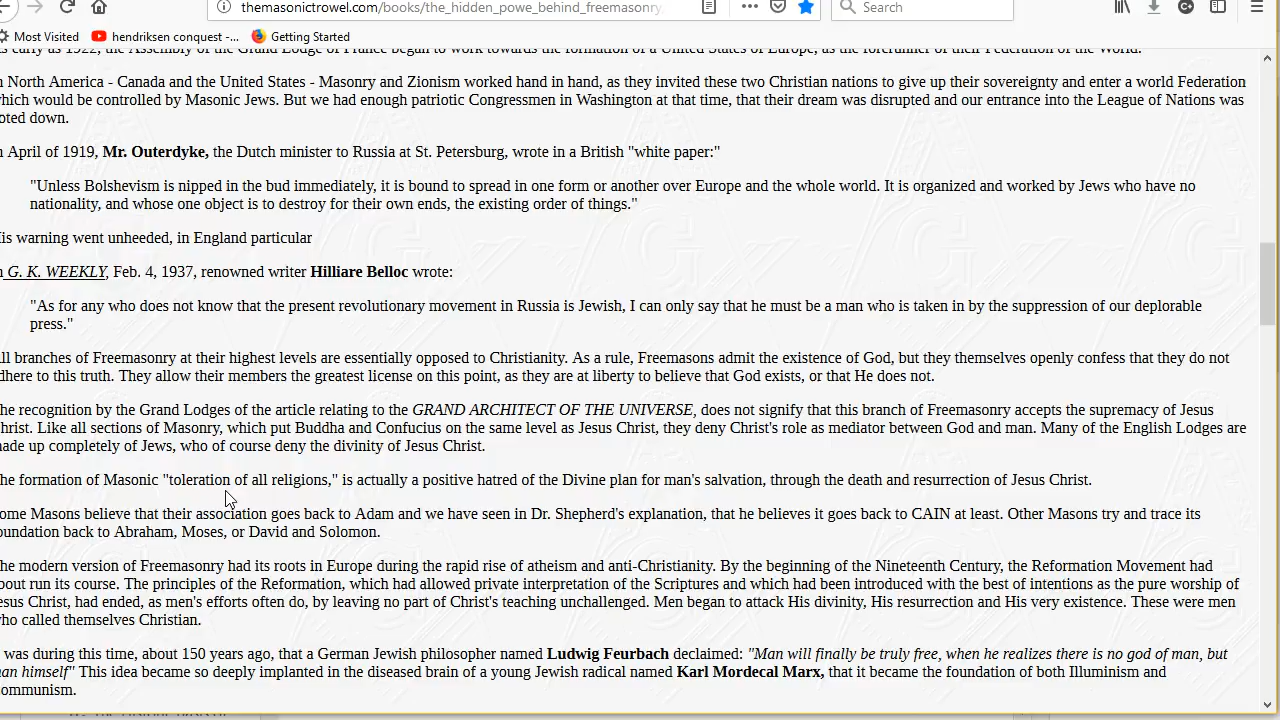 themasonictrowel.com/books/the_hidden_powe_behind_freemasonry
Search
Most Visited
hendriksen conquest -...
Getting Started
early as 1922, the Assembly of the Grand Lodge of France began to work towards the formation of a United States of Europe, as the forerunner of their Federation of the World.
n North America - Canada and the United States - Masonry and Zionism worked hand in hand, as they invited these two Christian nations to give up their sovereignty and enter a world Federation
hich would be controlled by Masonic Jews. But we had enough patriotic Congressmen in Washington at that time, that their dream was disrupted and our entrance into the League of Nations was
oted down.
n April of 1919, Mr. Outerdyke, the Dutch minister to Russia at St. Petersburg, wrote in a British "white paper:"
"Unless Bolshevism is nipped in the bud immediately, it is bound to spread in one form or another over Europe and the whole world. It is organized and worked by Jews who have no
nationality, and whose one object is to destroy for their own ends, the existing order of things."
is warning went unheeded, in England particular
n G. K. WEEKLY, Feb. 4, 1937, renowned writer Hilliare Belloc wrote:
"As for any who does not know that the present revolutionary movement in Russia is Jewish, I can only say that he must be a man who is taken in by the suppression of our deplorable
press."
ll branches of Freemasonry at their highest levels are essentially opposed to Christianity. As a rule, Freemasons admit the existence of God, but they themselves openly confess that they do not
dhere to this truth. They allow their members the greatest license on this point, as they are at liberty to believe that God exists, or that He does not.
he recognition by the Grand Lodges of the article relating to the GRAND ARCHITECT OF THE UNIVERSE, does not signify that this branch of Freemasonry accepts the supremacy of Jesus
hrist. Like all sections of Masonry, which put Buddha and Confucius on the same level as Jesus Christ, they deny Christ's role as mediator between God and man. Many of the English Lodges are
ade up completely of Jews, who of course deny the divinity of Jesus Christ.
he formation of Masonic "toleration of all religions," is actually a positive hatred of the Divine plan for man's salvation, through the death and resurrection of Jesus Christ.
ome Masons believe that their association goes back to Adam and we have seen in Dr. Shepherd's explanation, that he believes it goes back to CAIN at least. Other Masons try and trace its
oundation back to Abraham, Moses, or David and Solomon.
he modern version of Freemasonry had its roots in Europe during the rapid rise of atheism and anti-Christianity. By the beginning of the Nineteenth Century, the Reformation Movement had
bout run its course. The principles of the Reformation, which had allowed private interpretation of the Scriptures and which had been introduced with the best of intentions as the pure worship of
esus Christ, had ended, as men's efforts often do, by leaving no part of Christ's teaching unchallenged. Men began to attack His divinity, His resurrection and His very existence. These were men
ho called themselves Christian.
was during this time, about 150 years ago, that a German Jewish philosopher named Ludwig Feurbach declared: "Man will finally be truly free, when he realizes there is no god of man, but
an himself" This idea became so deeply implanted in the diseased brain of a young Jewish radical named Karl Mordecal Marx, that it became the foundation of both Illuminism and
ommunism.